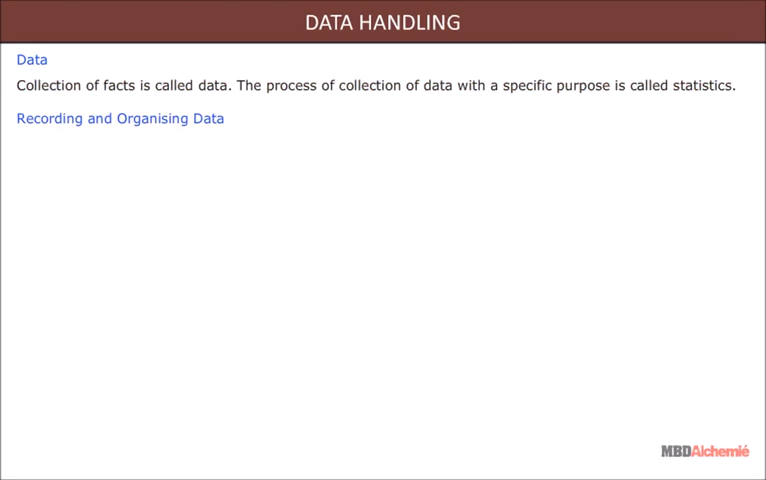 DATA HANDLING
Data
Collection of facts is called data. The process of collection of data with a specific purpose is called statistics.
Recording and Organising Data
MBDAlchemié